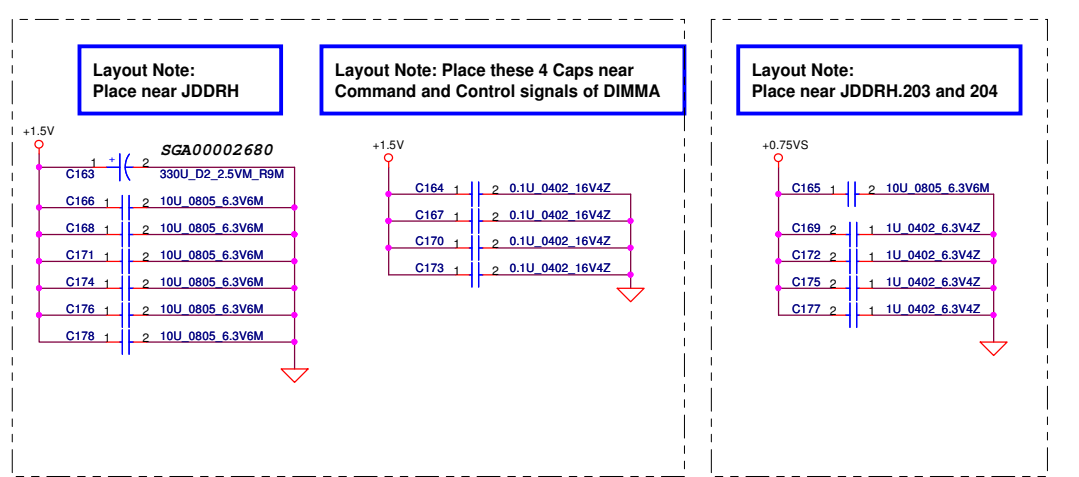 Layout Note:
Place near JDDRH
+1.5V
SGA00002680
C163 1 + 2 330U_D2_2.5VM_R9M
C166 1 2 10U_0805_6.3V6M
C168 1 2 10U_0805_6.3V6M
C171 1 2 10U_0805_6.3V6M
C174 1 2 10U_0805_6.3V6M
C176 1 2 10U_0805_6.3V6M
C178 1 2 10U_0805_6.3V6M
Layout Note: Place these 4 Caps near
Command and Control signals of DIMMA
+1.5V
C164 1 2 0.1U_0402_16V4Z
C167 1 2 0.1U_0402_16V4Z
C170 1 2 0.1U_0402_16V4Z
C173 1 2 0.1U_0402_16V4Z
Layout Note:
Place near JDDRH.203 and 204
+0.75VS
C165 1 2 10U_0805_6.3V6M
C169 2 1 1U_0402_6.3V4Z
C172 2 1 1U_0402_6.3V4Z
C175 2 1 1U_0402_6.3V4Z
C177 2 1 1U_0402_6.3V4Z